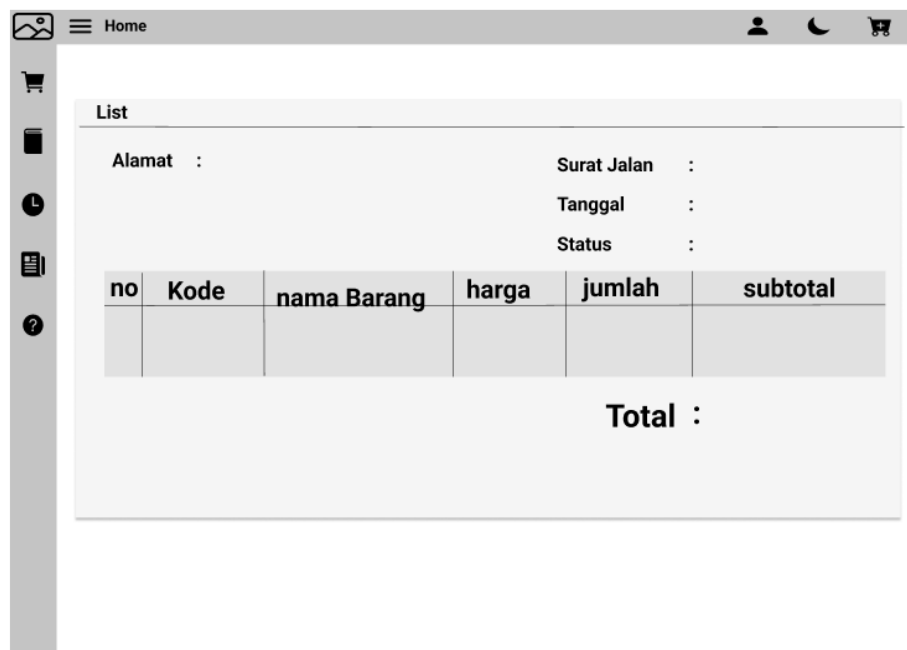 Home
List
Alamat :
Surat Jalan :
Tanggal :
Status :
no Kode nama Barang harga jumlah subtotal
Total :